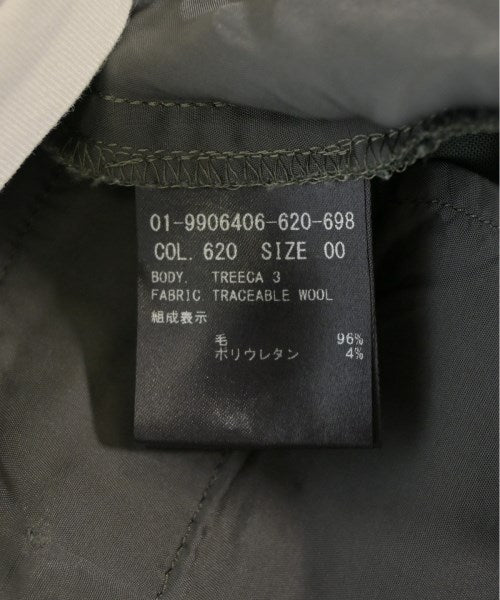 01-9906406-620-698
COL. 620 SIZE 00
BODY. TREECA 3
FABRIC TRACEABLE WOOL
組成表示
毛 96%
ポリウレタン 4%